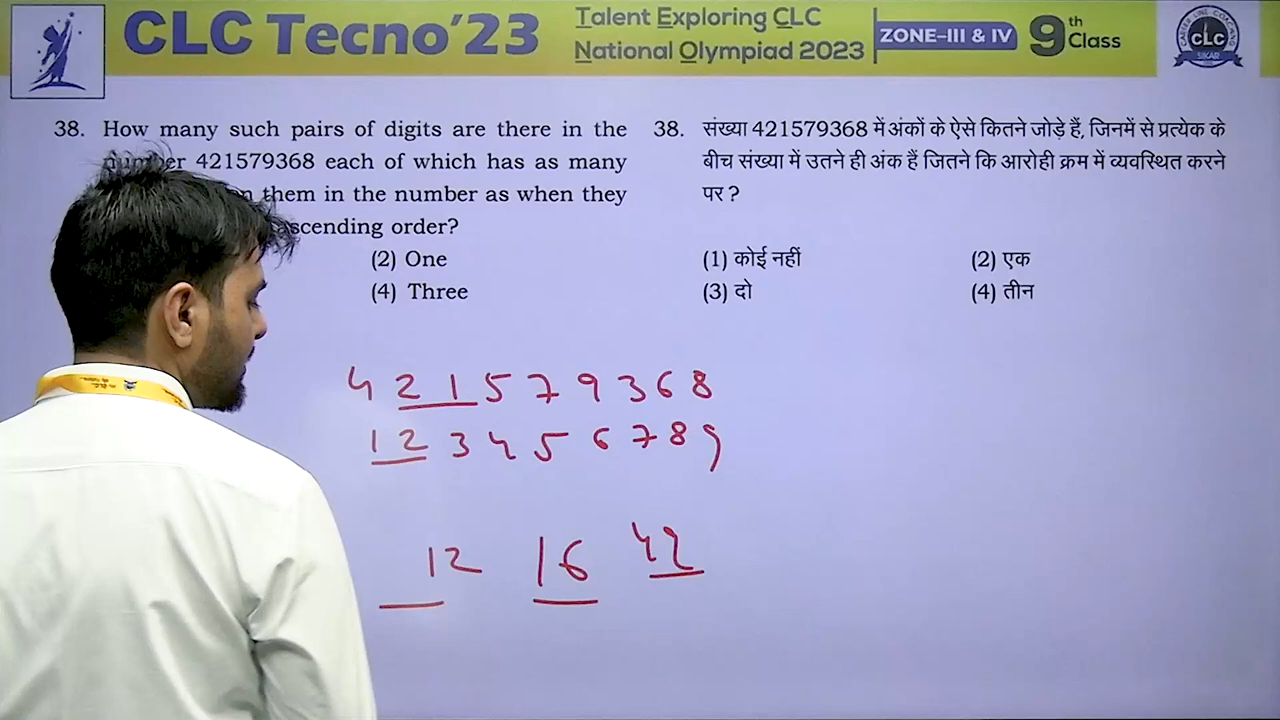 CLC Tecno'23
Talent Exploring CLC
National Olympiad 2023
ZONE-III & IV
9th Class
CLC
SIKAR
38. How many such pairs of digits are there in the
number 421579368 each of which has as many
them in the number as when they
ascending order?
(2) One
(4) Three
38. संख्या 421579368 में अंकों के ऐसे कितने जोड़े हैं, जिनमें से प्रत्येक के
बीच संख्या में उतने ही अंक हैं जितने कि आरोही क्रम में व्यवस्थित करने
पर ?
(1) कोई नहीं (2) एक
(3) दो (4) तीन
4 2 1 5 7 9 3 6 8
1 2 3 4 5 6 7 8 9
12 16 42